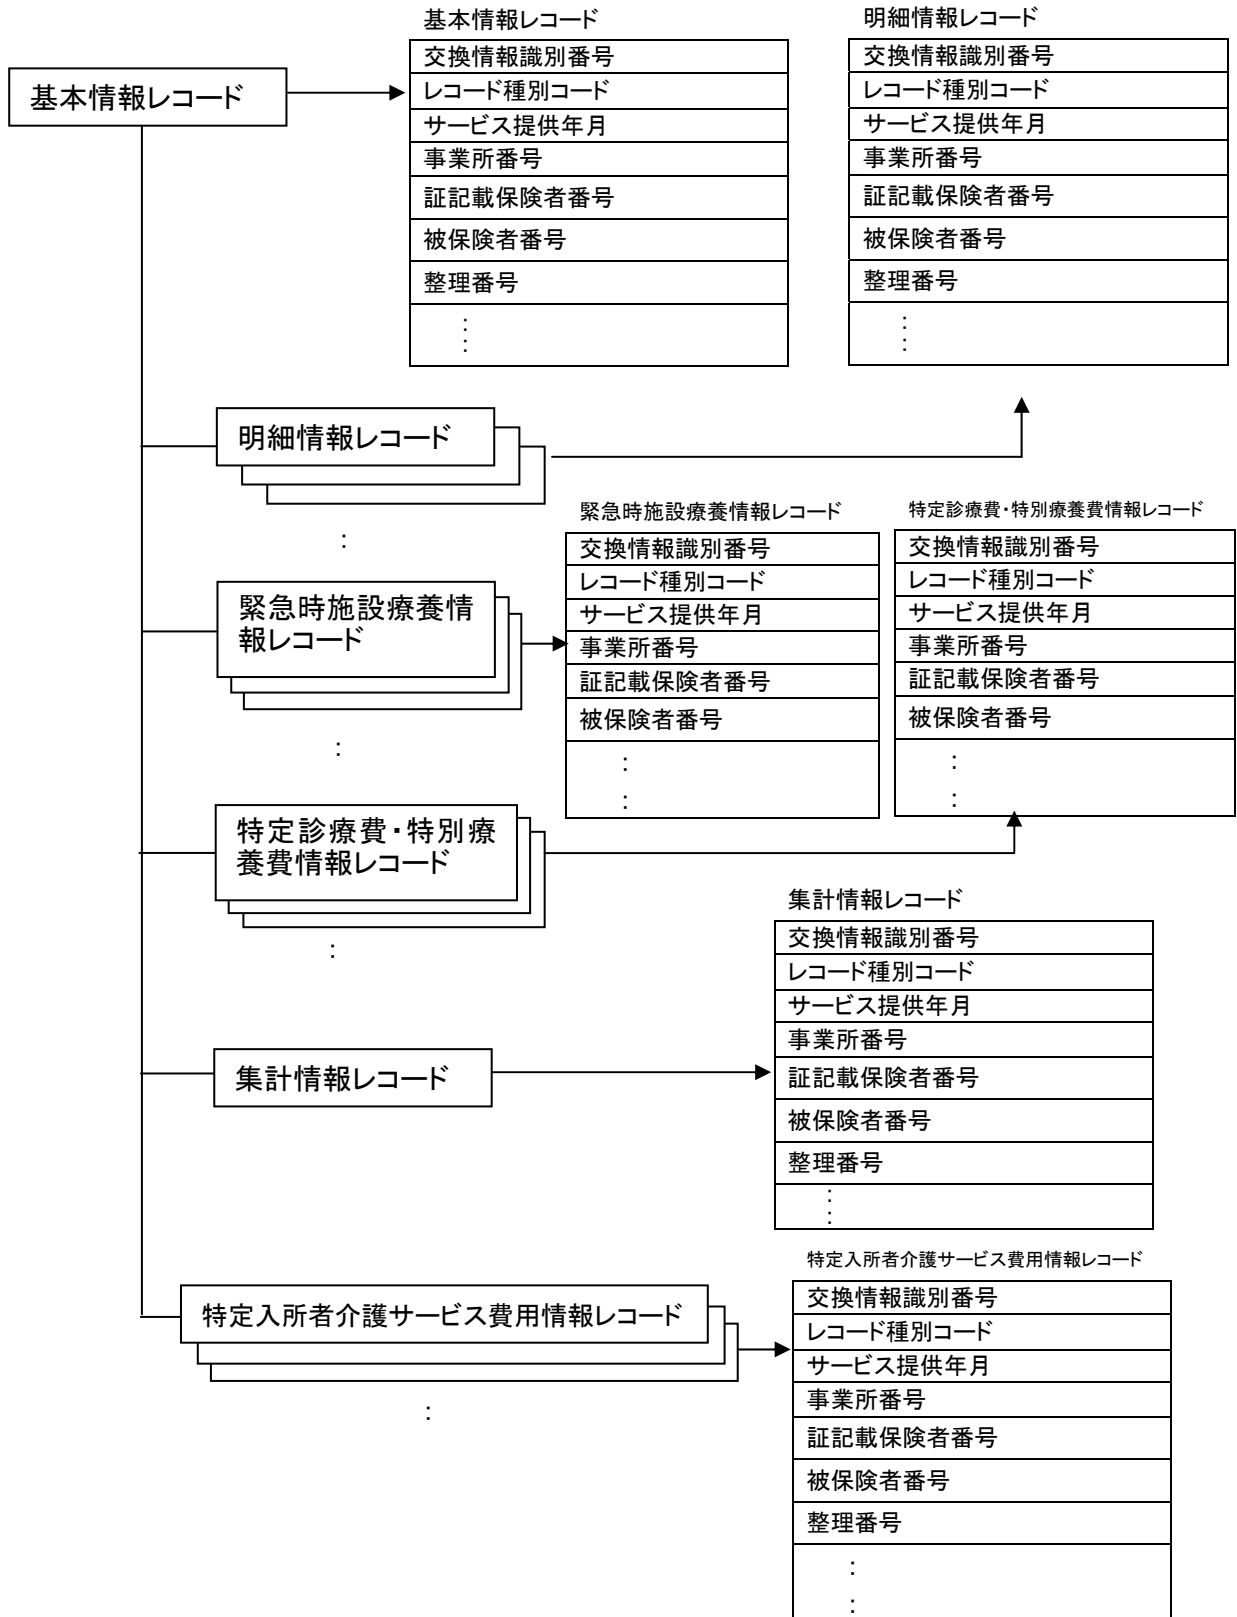 基本情報レコード
交換情報識別番号
レコード種別コード
サービス提供年月
事業所番号
証記載保険者番号
被保険者番号
整理番号
：
：
明細情報レコード
交換情報識別番号
レコード種別コード
サービス提供年月
事業所番号
証記載保険者番号
被保険者番号
整理番号
：
：
基本情報レコード
明細情報レコード
：
緊急時施設療養情報レコード
交換情報識別番号
レコード種別コード
サービス提供年月
事業所番号
証記載保険者番号
被保険者番号
：
：
特定診療費・特別療養費情報レコード
交換情報識別番号
レコード種別コード
サービス提供年月
事業所番号
証記載保険者番号
被保険者番号
：
：
緊急時施設療養情
報レコード
：
特定診療費・特別療
養費情報レコード
：
集計情報レコード
交換情報識別番号
レコード種別コード
サービス提供年月
事業所番号
証記載保険者番号
被保険者番号
整理番号
：
：
集計情報レコード
特定入所者介護サービス費用情報レコード
交換情報識別番号
レコード種別コード
サービス提供年月
事業所番号
証記載保険者番号
被保険者番号
整理番号
：
：
特定入所者介護サービス費用情報レコード
：